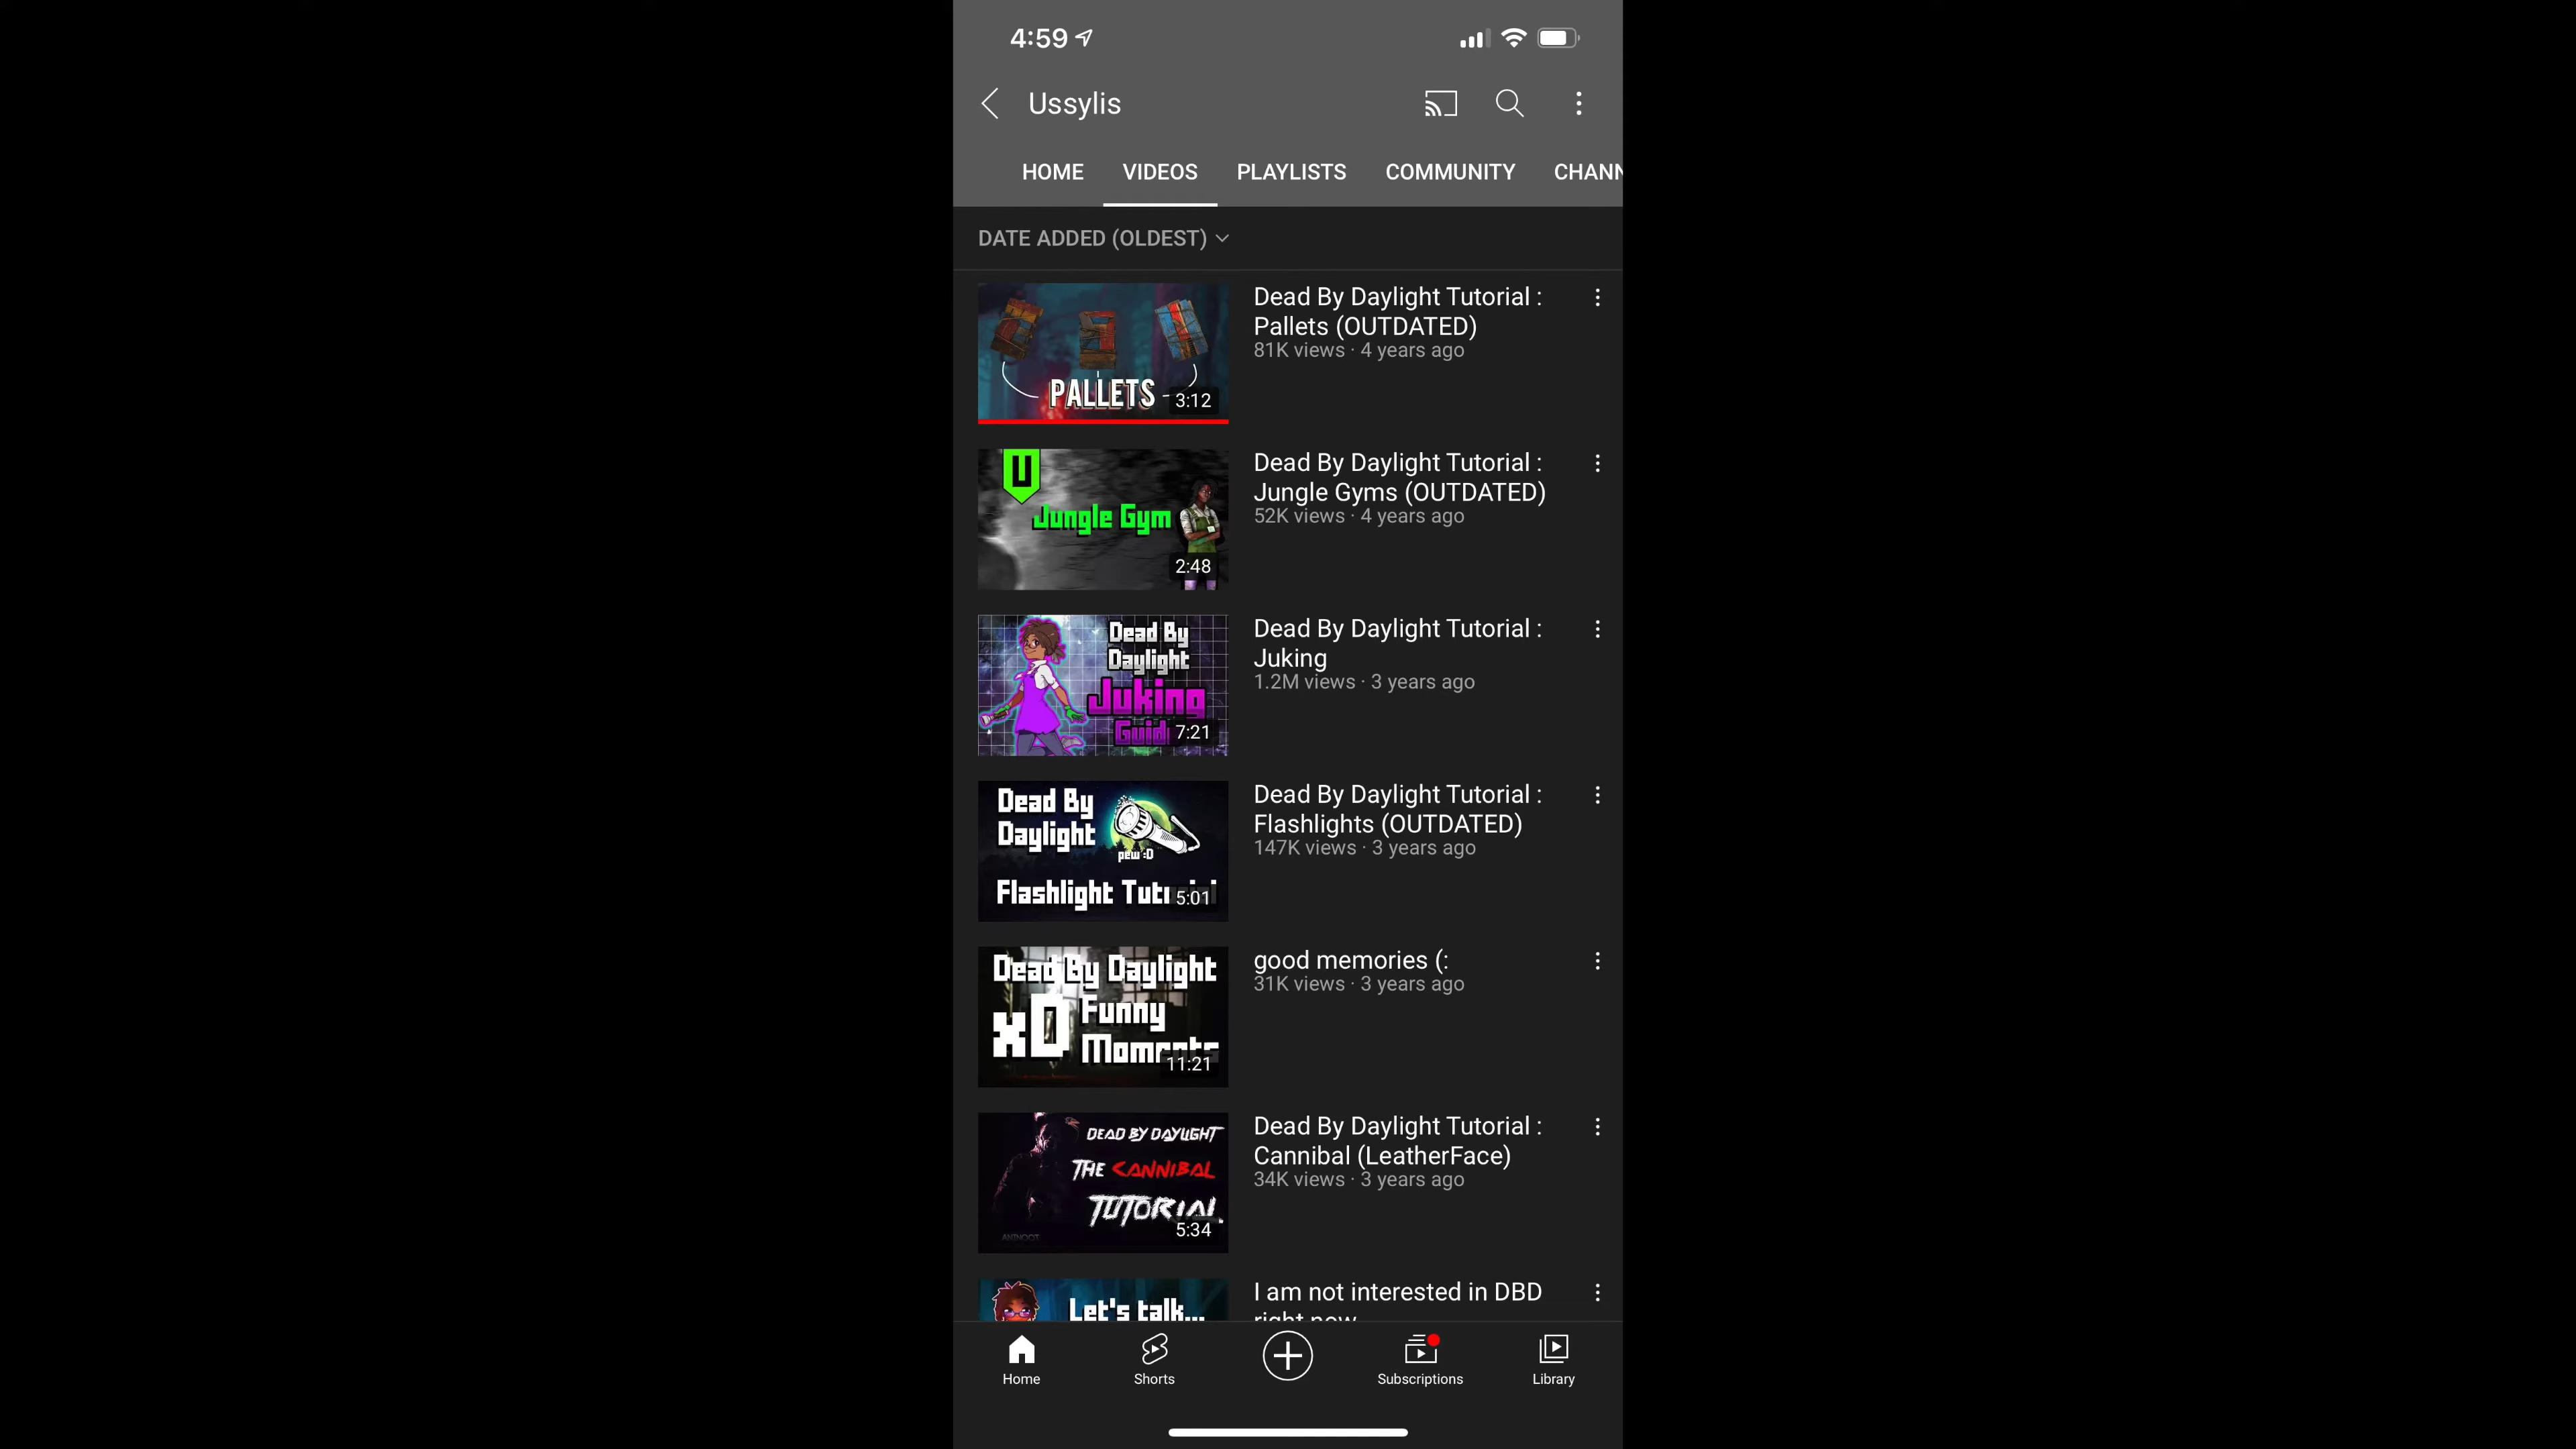 4:59
Ussylis
HOME VIDEOS PLAYLISTS COMMUNITY CHANN
DATE ADDED (OLDEST)
PALLETS
3:12
Dead By Daylight Tutorial :
Pallets (OUTDATED)
81K views · 4 years ago
U
Jungle Gym
2:48
Dead By Daylight Tutorial :
Jungle Gyms (OUTDATED)
52K views · 4 years ago
Dead By
Daylight
Juking
Guid
7:21
Dead By Daylight Tutorial :
Juking
1.2M views · 3 years ago
Dead By
Daylight
pew :D
Flashlight Tutorial
5:01
Dead By Daylight Tutorial :
Flashlights (OUTDATED)
147K views · 3 years ago
Dead By Daylight
xD Funny
Moments
11:21
good memories (:
31K views · 3 years ago
DEAD BY DAYLIGHT
THE CANNIBAL
TUTORIAL
5:34
Dead By Daylight Tutorial :
Cannibal (LeatherFace)
34K views · 3 years ago
Let's talk...
I am not interested in DBD
right now
Home Shorts Subscriptions Library